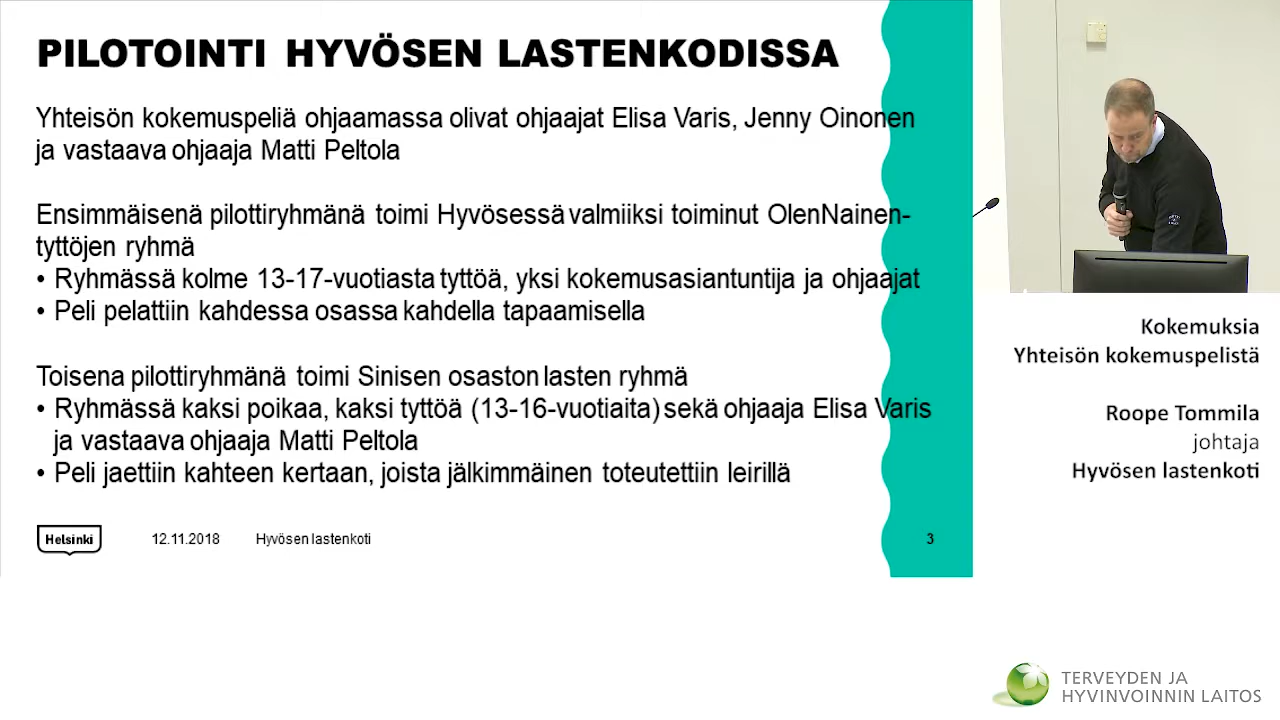 PILOTOINTI HYVÖSEN LASTENKODISSA
Yhteisön kokemuspeliä ohjaamassa olivat ohjaajat Elisa Varis, Jenny Oinonen
ja vastaava ohjaaja Matti Peltola
Ensimmäisenä pilottiryhmänä toimi Hyvösessä valmiiksi toiminut OlenNainen-
tyttöjen ryhmä
• Ryhmässä kolme 13-17-vuotiasta tyttöä, yksi kokemusasiantuntija ja ohjaajat
• Peli pelattiin kahdessa osassa kahdella tapaamisella
Toisena pilottiryhmänä toimi Sinisen osaston lasten ryhmä
• Ryhmässä kaksi poikaa, kaksi tyttöä (13-16-vuotiaita) sekä ohjaaja Elisa Varis
ja vastaava ohjaaja Matti Peltola
• Peli jaettiin kahteen kertaan, joista jälkimmäinen toteutettiin leirillä
Helsinki 12.11.2018 Hyvösen lastenkoti 3
Kokemuksia
Yhteisön kokemuspelistä
Roope Tommila
johtaja
Hyvösen lastenkoti
TERVEYDEN JA
HYVINVOINNIN LAITOS